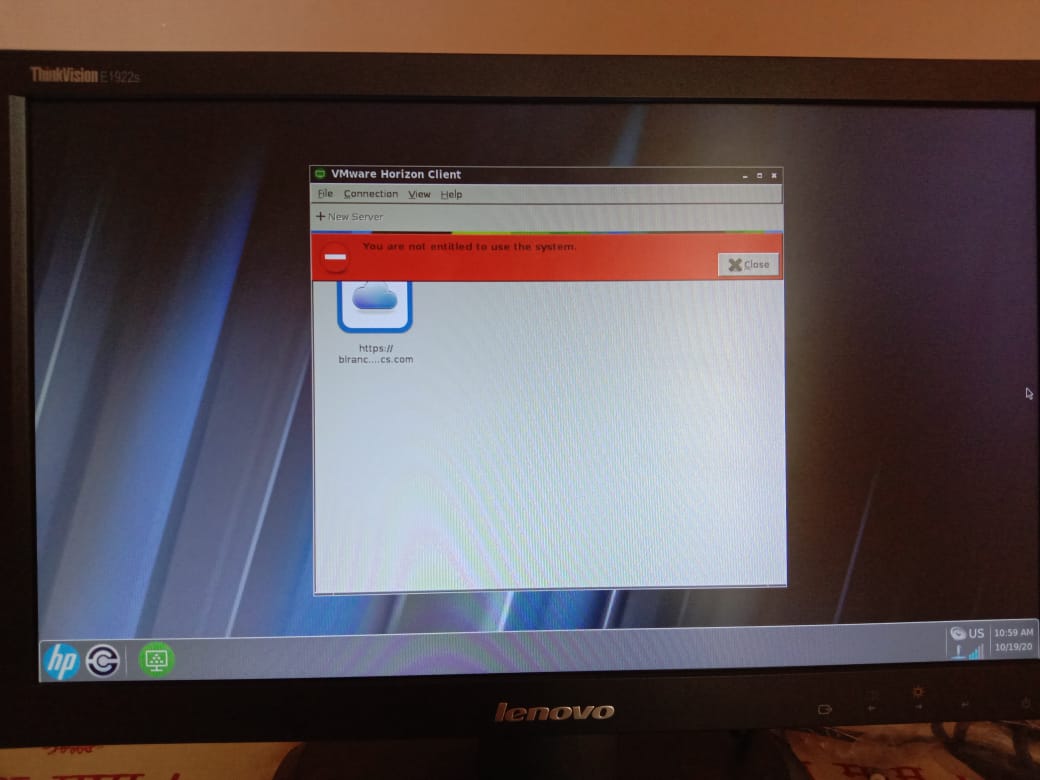 ThinkVision E1922s
VMware Horizon Client
File Connection View Help
+ New Server
You are not entitled to use the system.
Close
https://
blranc....cs.com
hp
US
10:59 AM
10/19/20
lenovo